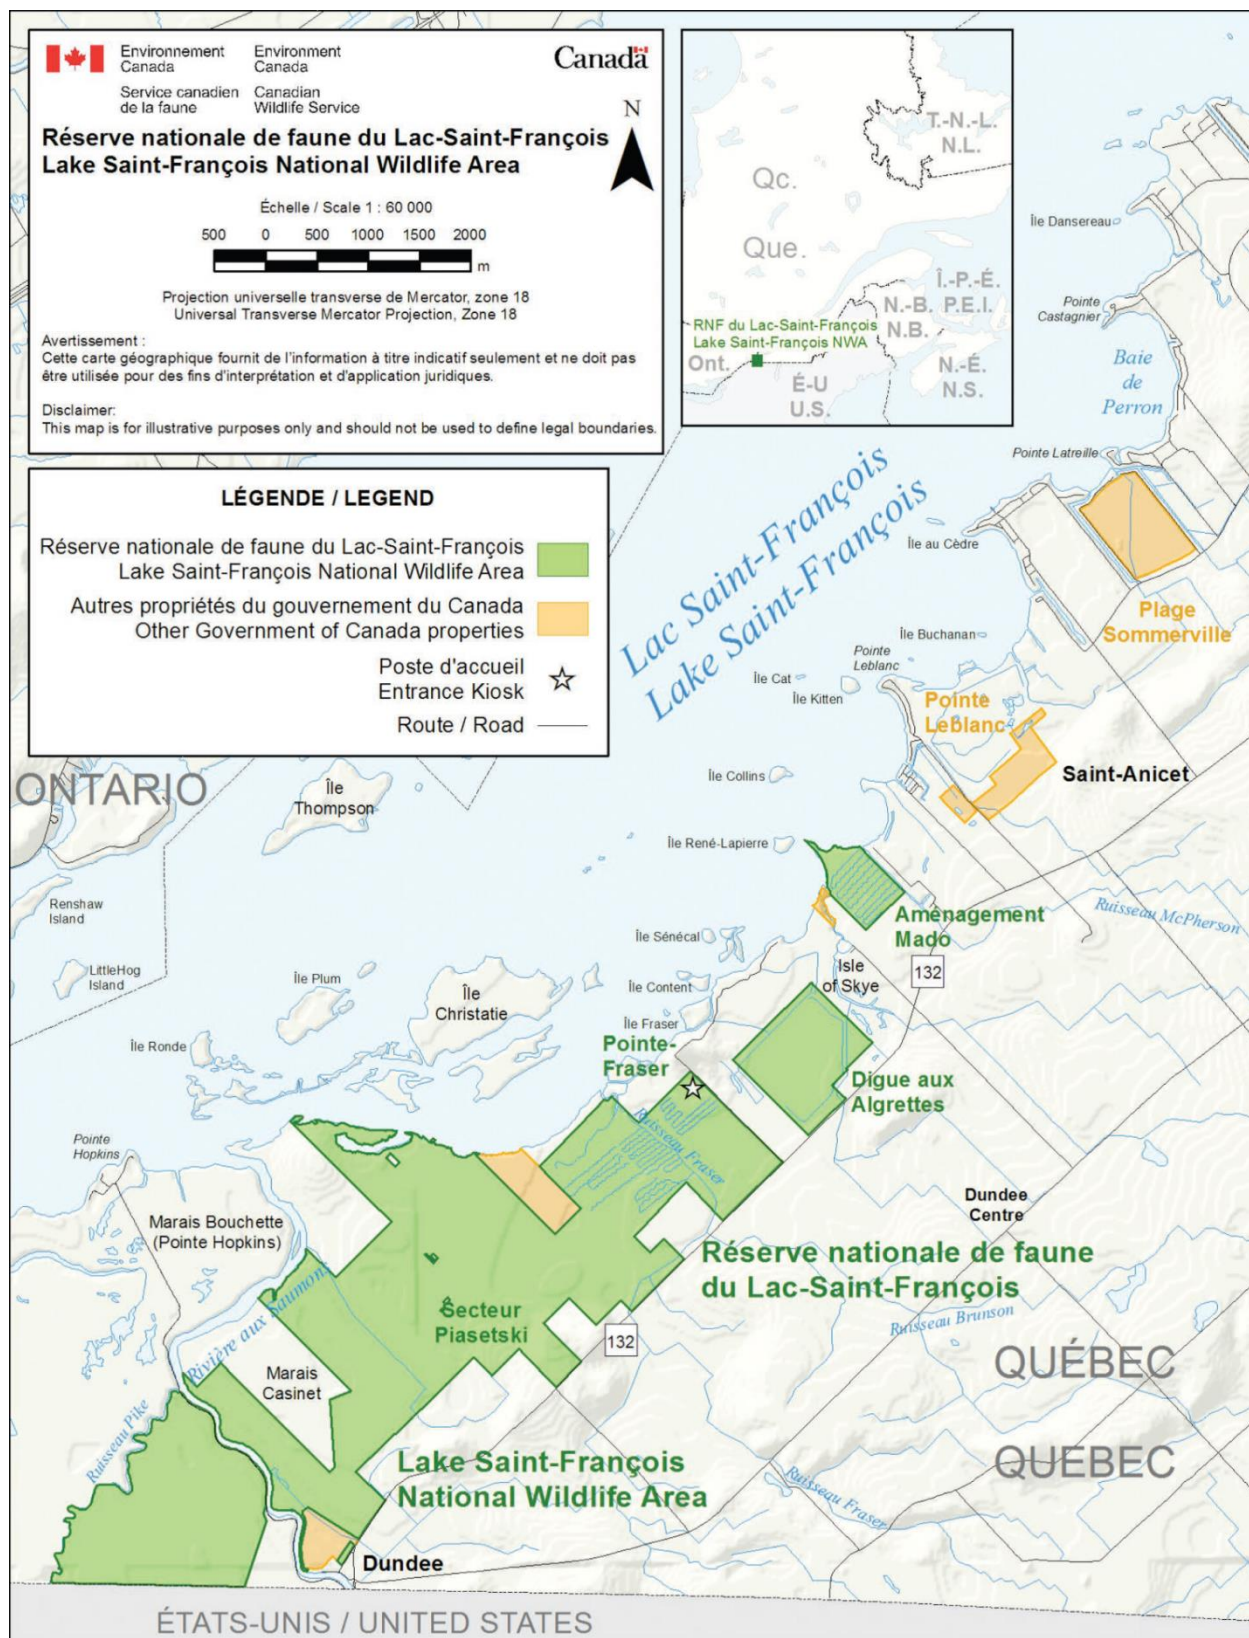 Environnement Canada
Environment Canada
Service canadien de la faune
Canadian Wildlife Service
Canada
N
Réserve nationale de faune du Lac-Saint-François
Lake Saint-François National Wildlife Area
Échelle / Scale 1 : 60 000
500 0 500 1000 1500 2000
m
Projection universelle transverse de Mercator, zone 18
Universal Transverse Mercator Projection, Zone 18
Avertissement :
Cette carte géographique fournit de l'information à titre indicatif seulement et ne doit pas
être utilisée pour des fins d'interprétation et d'application juridiques.
Disclaimer:
This map is for illustrative purposes only and should not be used to define legal boundaries.
T.-N.-L.
N.L.
Qc.
Que.
Î.-P.-É.
P.E.I.
N.-B.
N.B.
RNF du Lac-Saint-François
Lake Saint-François NWA
Ont.
É-U
U.S.
N.-É.
N.S.
LÉGENDE / LEGEND
Réserve nationale de faune du Lac-Saint-François
Lake Saint-François National Wildlife Area
Autres propriétés du gouvernement du Canada
Other Government of Canada properties
Poste d'accueil
Entrance Kiosk
Route / Road
Île Dansereau
Pointe
Castagnier
Baie
de
Perron
Pointe Latreille
Lac Saint-François
Lake Saint-François
Île au Cèdre
Plage
Sommerville
Île Buchanan
Pointe
Leblanc
Île Cat
Île Kitten
Pointe
Leblanc
Saint-Anicet
Île Collins
ONTARIO
Île
Thompson
Île René-Lapierre
Renshaw
Island
Aménagement
Mado
Ruisseau McPherson
Île Sénécal
132
Isle
of Skye
LittleHog
Island
Île Plum
Île
Christatie
Île Content
Île Fraser
Île Ronde
Pointe-
Fraser
Digue aux
Algrettes
Ruisseau Fraser
Pointe
Hopkins
Dundee
Centre
Marais Bouchette
(Pointe Hopkins)
Réserve nationale de faune
du Lac-Saint-François
Rivière aux Saumons
Secteur
Piasetski
Ruisseau Brunson
132
Marais
Casinet
QUÉBEC
Ruisseau Pike
Lake Saint-François
National Wildlife Area
QUEBEC
Ruisseau Fraser
Dundee
ÉTATS-UNIS / UNITED STATES